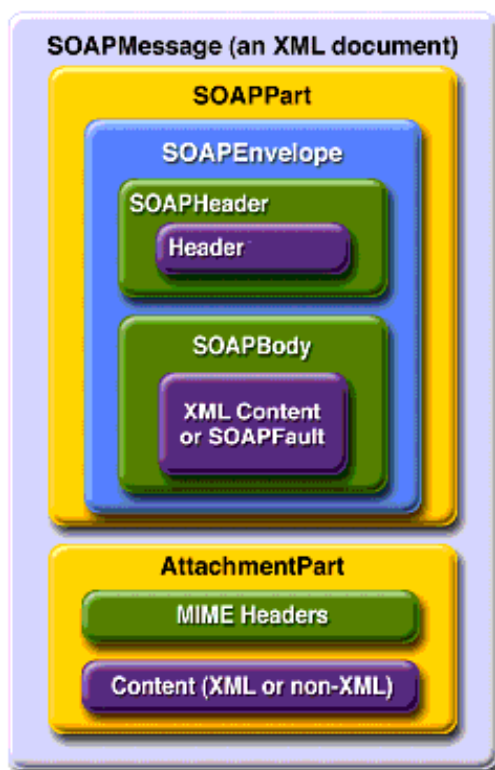 SOAPMessage (an XML document)
SOAPPart
SOAPEnvelope
SOAPHeader
Header
SOAPBody
XML Content
or SOAPFault
AttachmentPart
MIME Headers
Content (XML or non-XML)